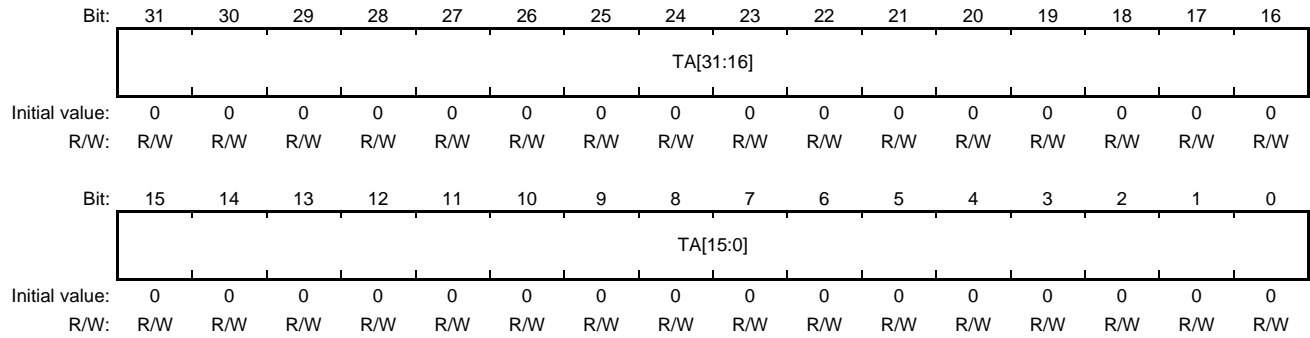 Bit: 31 30 29 28 27 26 25 24 23 22 21 20 19 18 17 16
TA[31:16]
Initial value: 0 0 0 0 0 0 0 0 0 0 0 0 0 0 0 0
R/W: R/W R/W R/W R/W R/W R/W R/W R/W R/W R/W R/W R/W R/W R/W R/W R/W
Bit: 15 14 13 12 11 10 9 8 7 6 5 4 3 2 1 0
TA[15:0]
Initial value: 0 0 0 0 0 0 0 0 0 0 0 0 0 0 0 0
R/W: R/W R/W R/W R/W R/W R/W R/W R/W R/W R/W R/W R/W R/W R/W R/W R/W